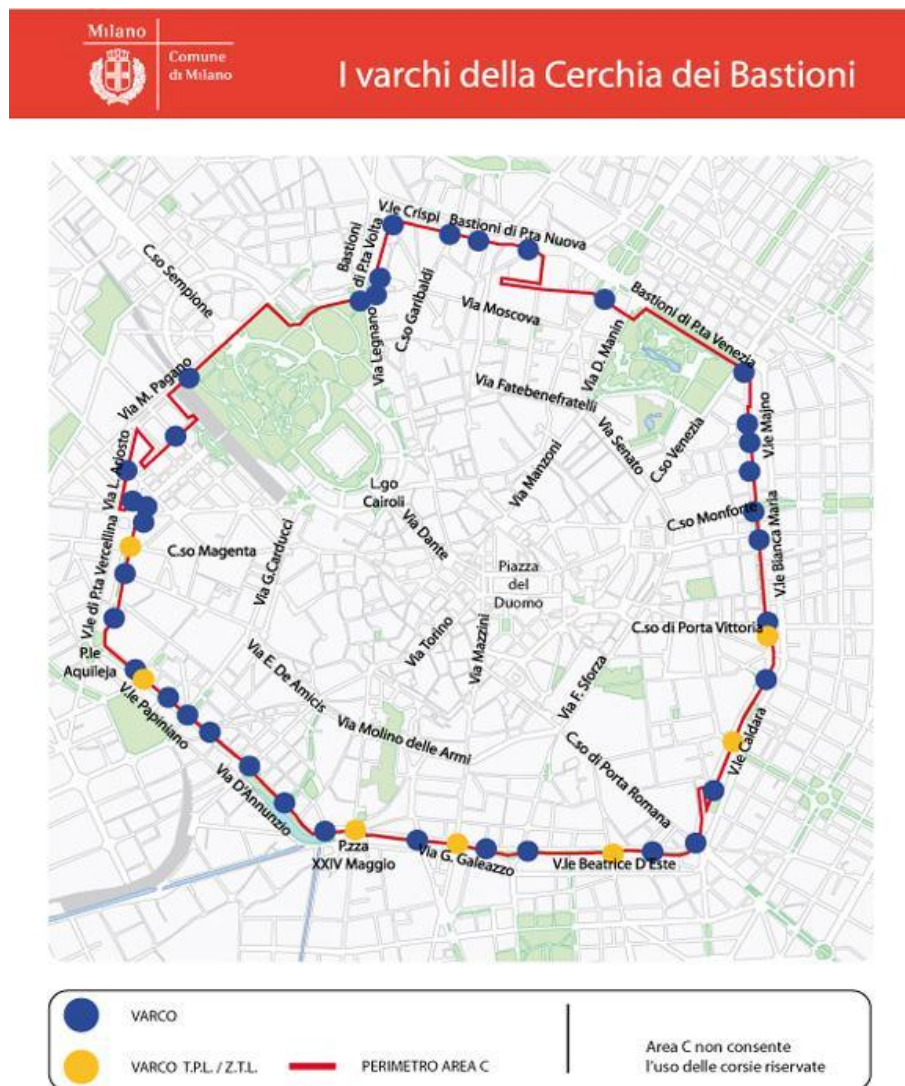 Milano
Comune
di Milano
I varchi della Cerchia dei Bastioni
V.le Crispi
Bastioni di P.ta Nuova
Bastioni
di P.ta Volta
C.so Sempione
C.so Garibaldi
Via Legnano
Via Moscova
Bastioni di P.ta Venezia
Via D. Manin
Via M. Pagano
Via Fatebenefratelli
Via Senato
C.so Venezia
V.le Majno
Via L. Ariosto
Via Manzoni
L.go
Cairoli
Via Dante
C.so Monforte
V.le Bianca Maria
V.le di P.ta Vercellina
C.so Magenta
Via G.Carducci
Piazza
del
Duomo
C.so di Porta Vittoria
Via Torino
Via Mazzini
P.le
Aquileja
Via E. De Amicis
Via F. Sforza
V.le Papiniano
Via Molino delle Armi
V.le Caldara
C.so di Porta Romana
Via D'Annunzio
P.zza
XXIV Maggio
Via G. Galeazzo
V.le Beatrice D'Este
VARCO
VARCO T.P.L. / Z.T.L.
PERIMETRO AREA C
Area C non consente
l'uso delle corsie riservate